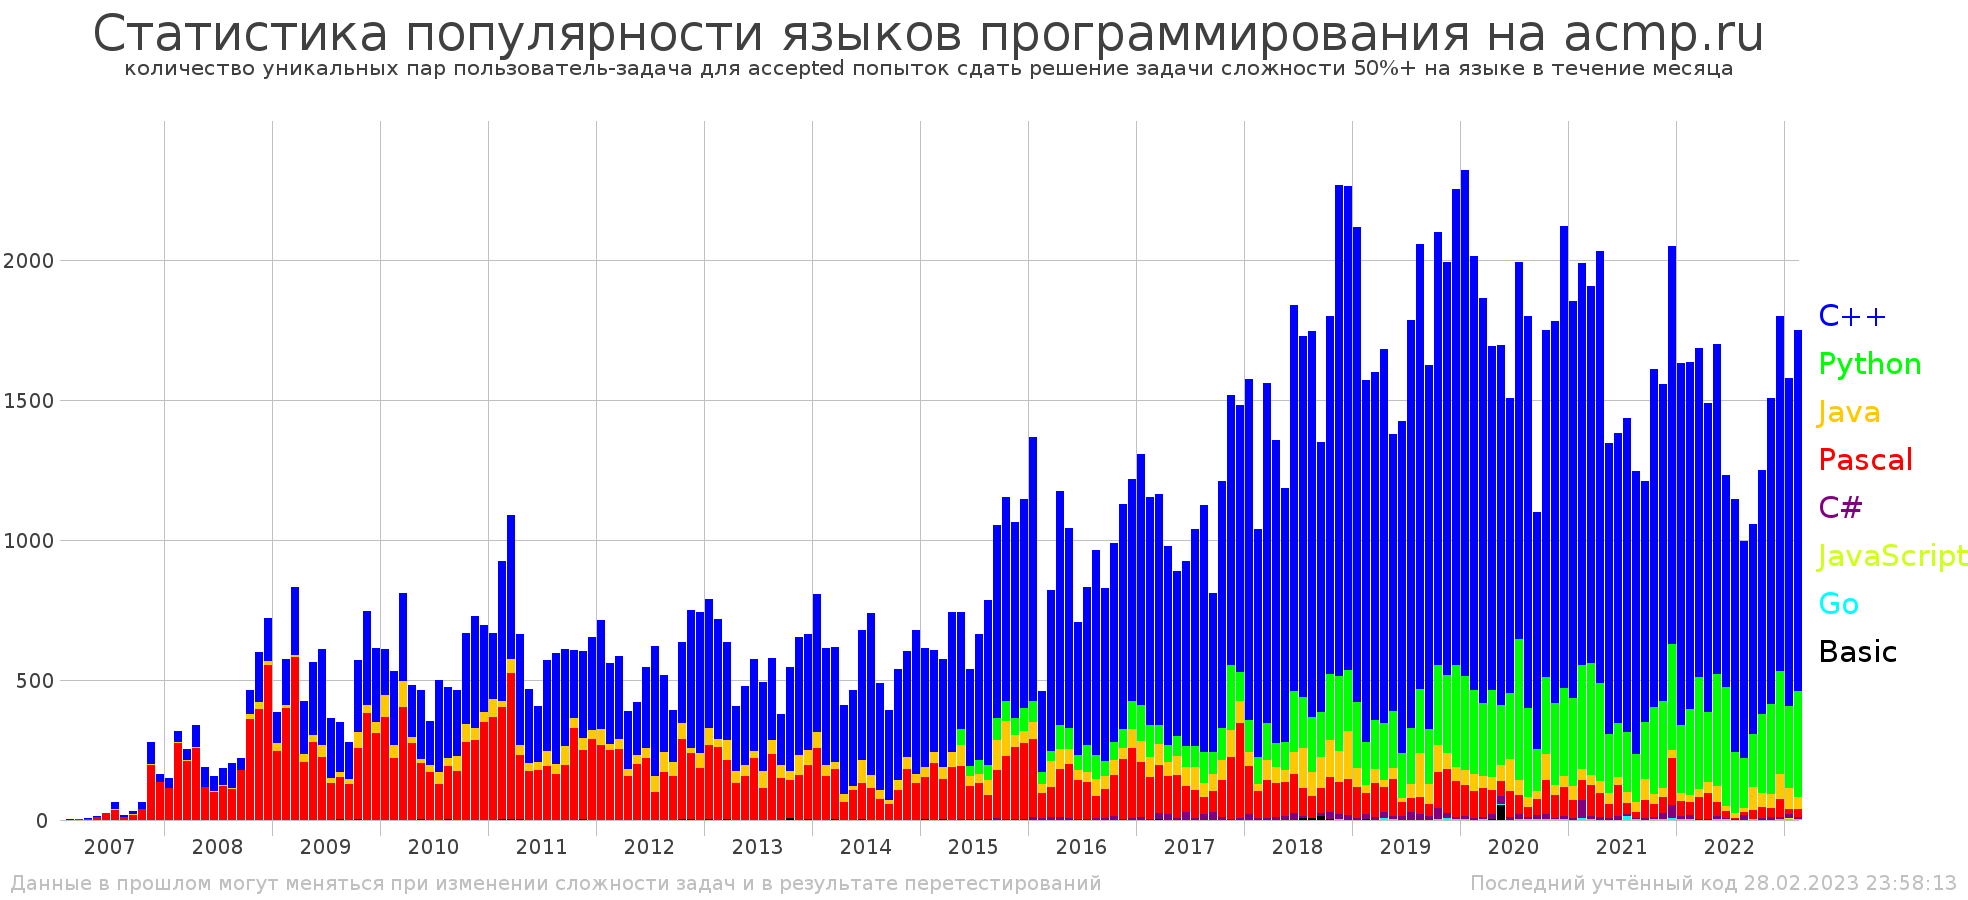 Статистика популярности языков программирования на acmp.ru
количество уникальных пар пользователь-задача для accepted попыток сдать решение задачи сложности 50%+ на языке в течение месяца
2000
1500
1000
500
0
C++
Python
Java
Pascal
C#
JavaScript
Go
Basic
2007 2008 2009 2010 2011 2012 2013 2014 2015 2016 2017 2018 2019 2020 2021 2022
Данные в прошлом могут меняться при изменении сложности задач и в результате перетестирований
Последний учтённый код 28.02.2023 23:58:13